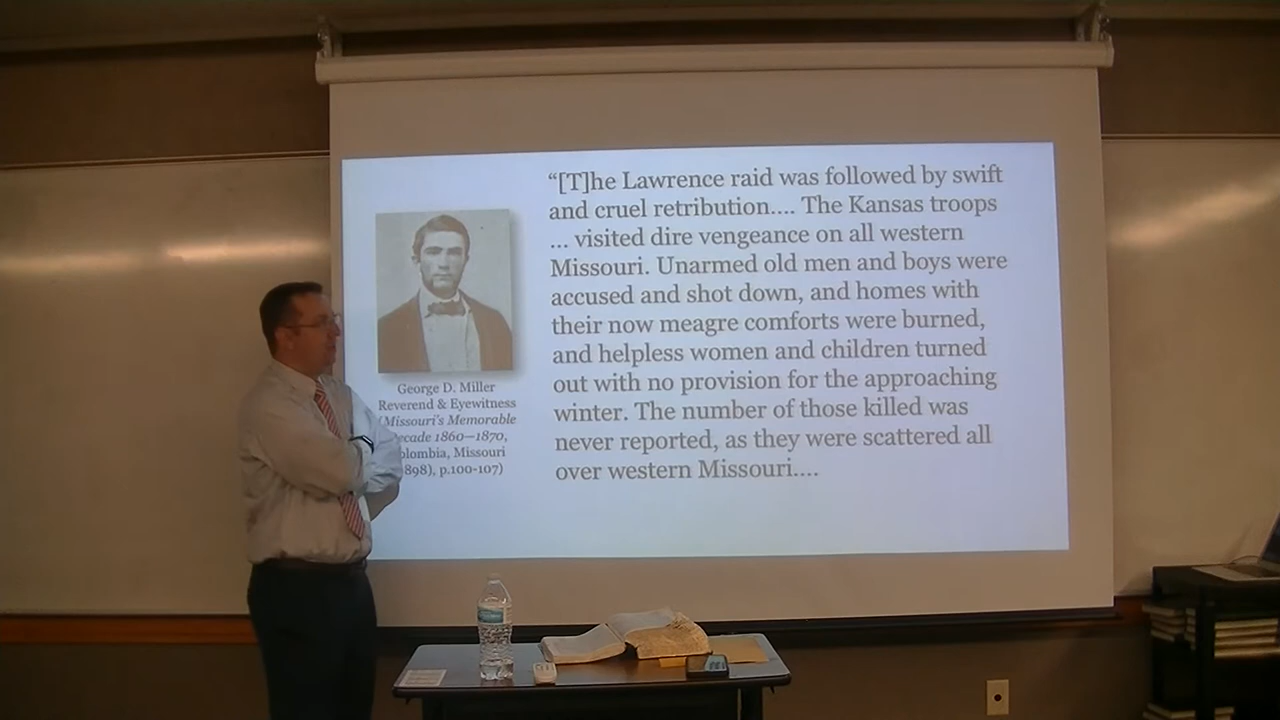 “[T]he Lawrence raid was followed by swift
and cruel retribution.... The Kansas troops
... visited dire vengeance on all western
Missouri. Unarmed old men and boys were
accused and shot down, and homes with
their now meagre comforts were burned,
and helpless women and children turned
out with no provision for the approaching
winter. The number of those killed was
never reported, as they were scattered all
over western Missouri....
George D. Miller
Reverend & Eyewitness
(Missouri's Memorable
ecade 1860—1870,
olombia, Missouri
898), p.100-107)